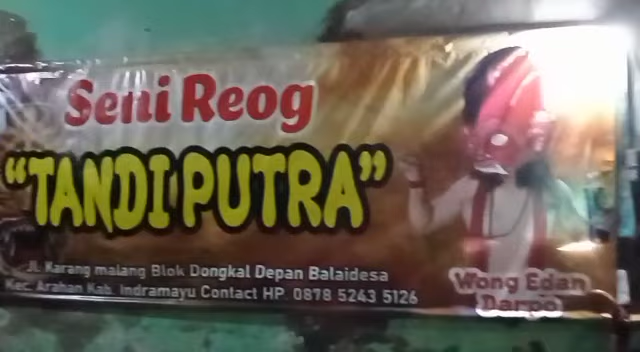 Seni Reog
"TANDI PUTRA"
Jl. Karang malang Blok Dongkal Depan Balaidesa
Kec. Arahan Kab. Indramayu Contact HP. 0878 5243 5126
Wong Edan
Darpo